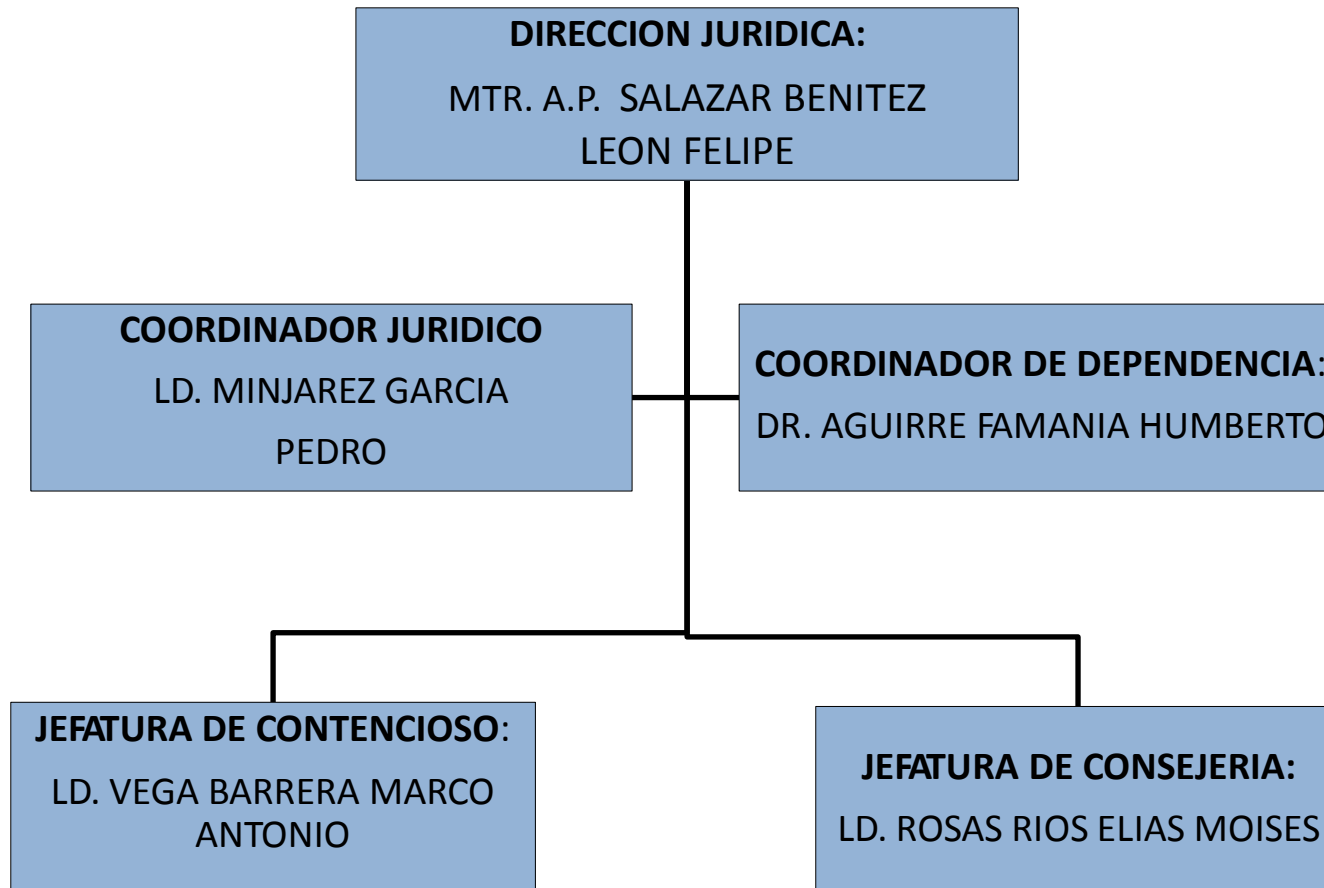 DIRECCION JURIDICA:
MTR. A.P. SALAZAR BENITEZ
LEON FELIPE
COORDINADOR JURIDICO
LD. MINJAREZ GARCIA
PEDRO
COORDINADOR DE DEPENDENCIA:
DR. AGUIRRE FAMANIA HUMBERTO
JEFATURA DE CONTENCIOSO:
LD. VEGA BARRERA MARCO
ANTONIO
JEFATURA DE CONSEJERIA:
LD. ROSAS RIOS ELIAS MOISES